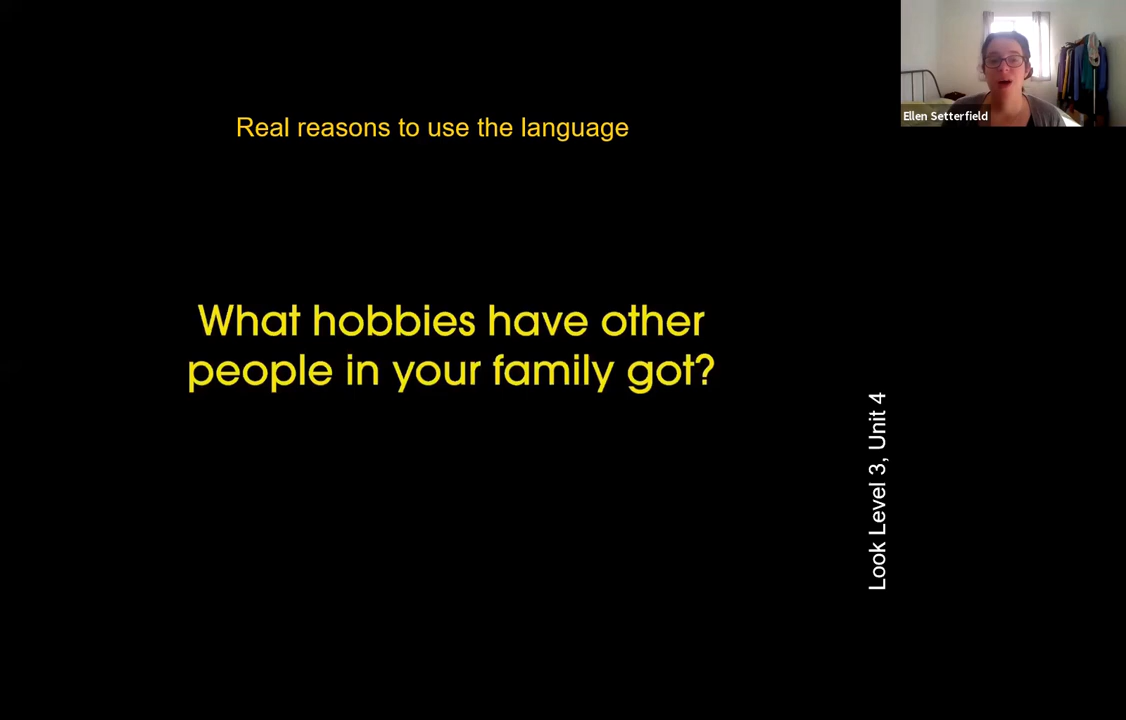 Ellen Setterfield
Real reasons to use the language
What hobbies have other
people in your family got?
Look Level 3, Unit 4